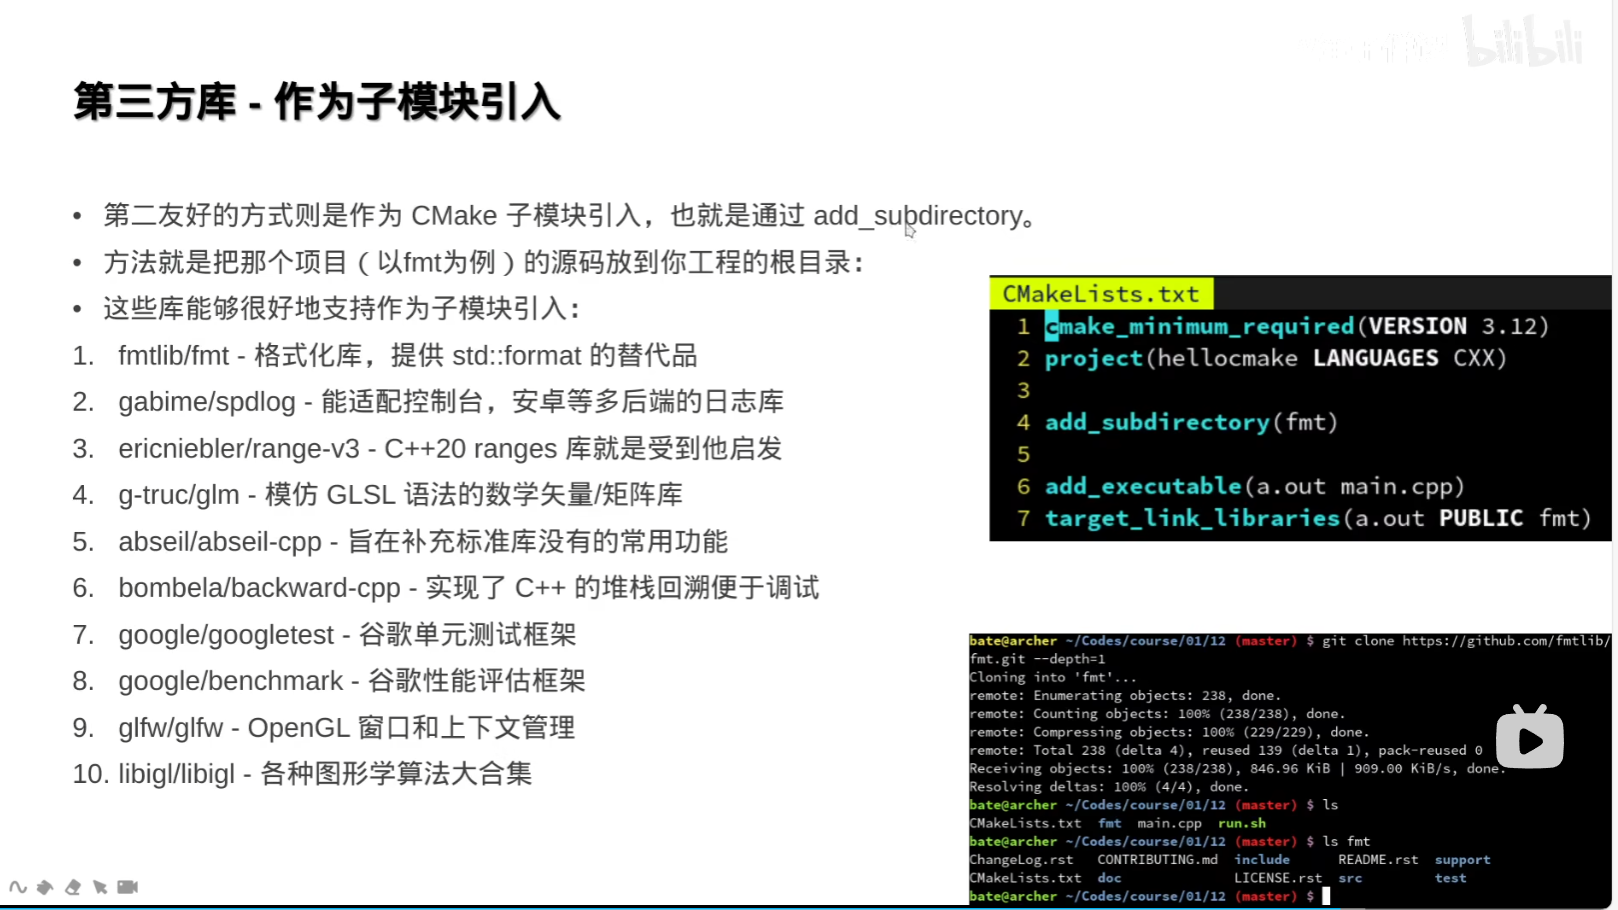 bilibili
第三方库 - 作为子模块引入
• 第二友好的方式则是作为 CMake 子模块引入，也就是通过 add_subdirectory。
• 方法就是把那个项目（以fmt为例）的源码放到你工程的根目录：
• 这些库能够很好地支持作为子模块引入：
1. fmtlib/fmt - 格式化库，提供 std::format 的替代品
2. gabime/spdlog - 能适配控制台，安卓等多后端的日志库
3. ericniebler/range-v3 - C++20 ranges 库就是受到他启发
4. g-truc/glm - 模仿 GLSL 语法的数学矢量/矩阵库
5. abseil/abseil-cpp - 旨在补充标准库没有的常用功能
6. bombela/backward-cpp - 实现了 C++ 的堆栈回溯便于调试
7. google/googletest - 谷歌单元测试框架
8. google/benchmark - 谷歌性能评估框架
9. glfw/glfw - OpenGL 窗口和上下文管理
10. libigl/libigl - 各种图形学算法大合集
CMakeLists.txt
1 cmake_minimum_required(VERSION 3.12)
2 project(hellocmake LANGUAGES CXX)
3
4 add_subdirectory(fmt)
5
6 add_executable(a.out main.cpp)
7 target_link_libraries(a.out PUBLIC fmt)
bate@archer ~/Codes/course/01/12 (master) $ git clone https://github.com/fmtlib/
fmt.git --depth=1
Cloning into 'fmt'...
remote: Enumerating objects: 238, done.
remote: Counting objects: 100% (238/238), done.
remote: Compressing objects: 100% (229/229), done.
remote: Total 238 (delta 4), reused 139 (delta 1), pack-reused 0
Receiving objects: 100% (238/238), 846.96 KiB | 909.00 KiB/s, done.
Resolving deltas: 100% (4/4), done.
bate@archer ~/Codes/course/01/12 (master) $ ls
CMakeLists.txt fmt main.cpp run.sh
bate@archer ~/Codes/course/01/12 (master) $ ls fmt
ChangeLog.rst CONTRIBUTING.md include README.rst support
CMakeLists.txt doc LICENSE.rst src test
bate@archer ~/Codes/course/01/12 (master) $